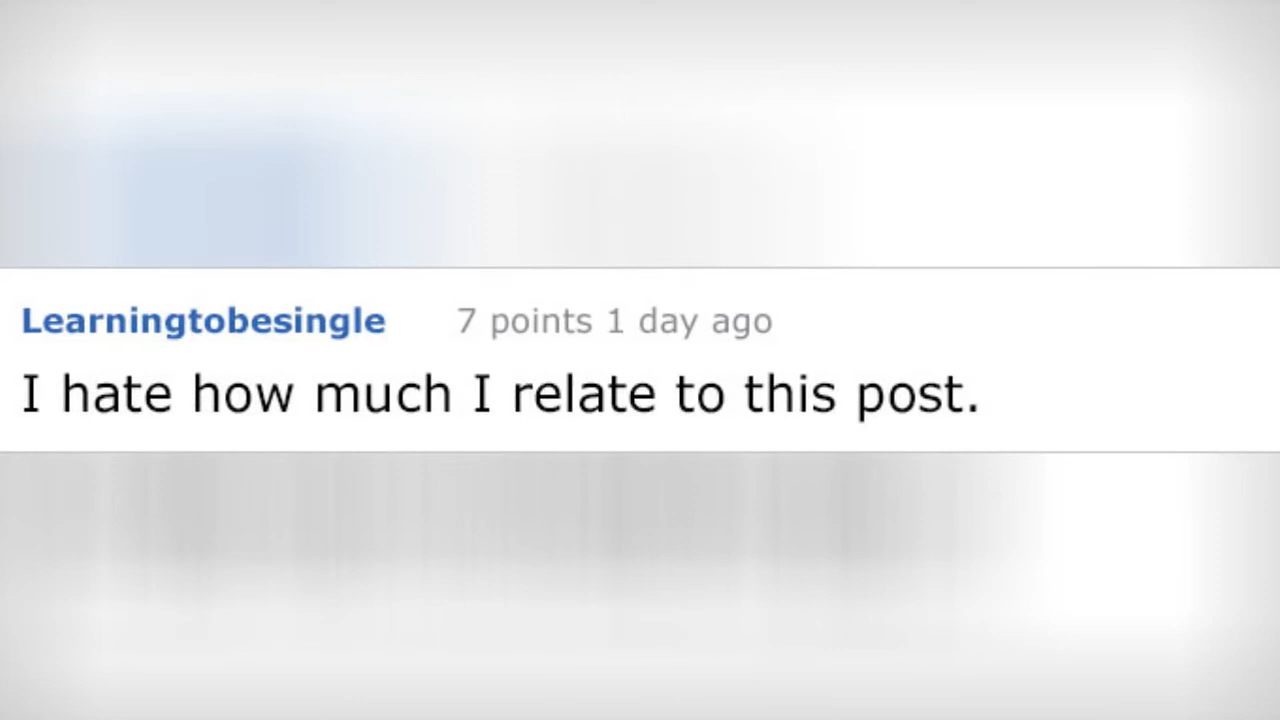 Learningtobesingle 7 points 1 day ago
I hate how much I relate to this post.